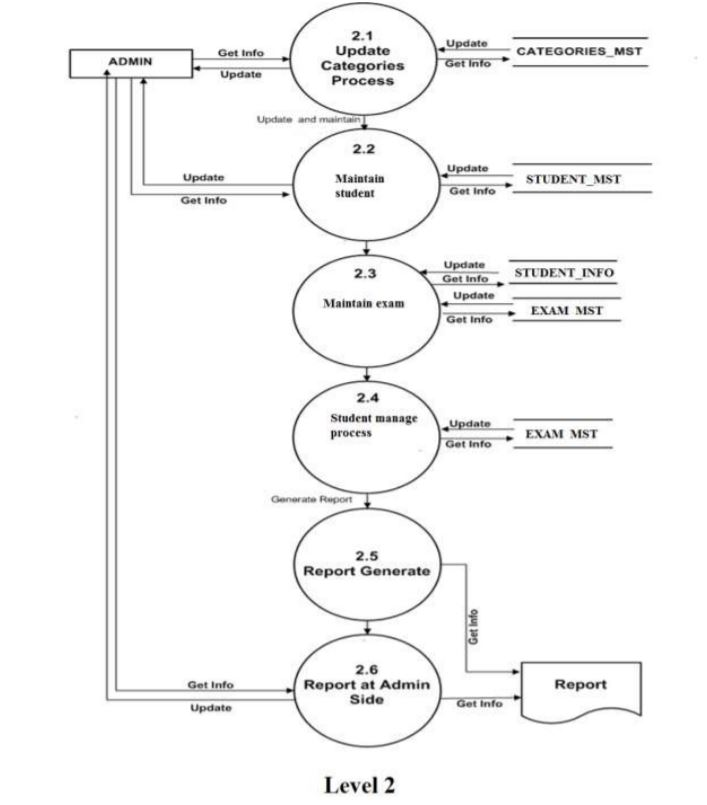 2.1
Update
Categories
Process
ADMIN
Get Info
Update
Update
Get Info
CATEGORIES_MST
Update and maintain
2.2
Maintain
student
Update
Get Info
Update
Get Info
STUDENT_MST
2.3
Maintain exam
Update
Get Info
STUDENT_INFO
Update
Get Info
EXAM MST
2.4
Student manage
process
Update
Get Info
EXAM MST
Generate Report
2.5
Report Generate
Get Info
2.6
Report at Admin
Side
Get Info
Update
Get Info
Report
Level 2